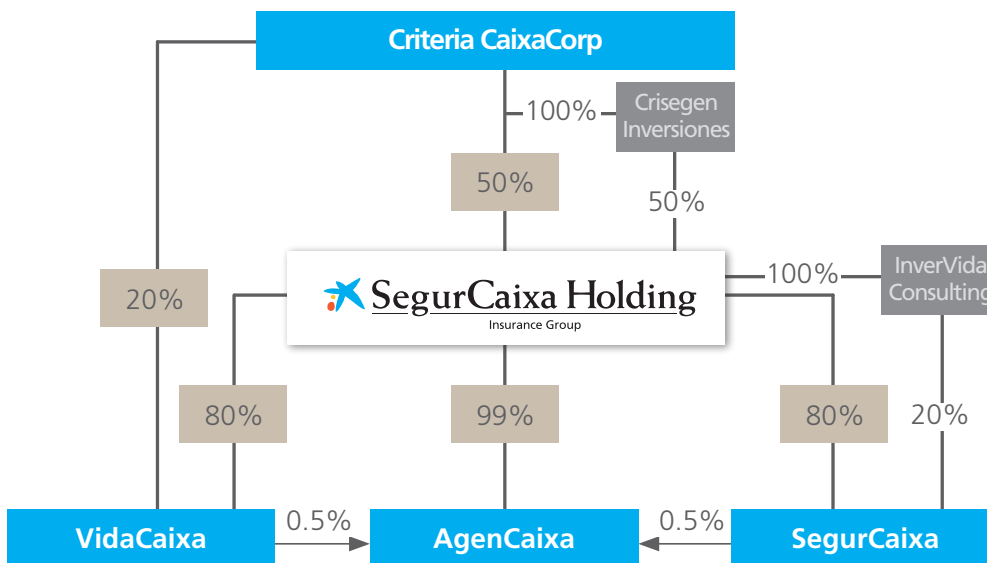 Criteria CaixaCorp
100%
Crisegen
Inversiones
50%
50%
SegurCaixa Holding
Insurance Group
100%
InverVida
Consulting
20%
80%
99%
80%
20%
VidaCaixa
0.5%
AgenCaixa
0.5%
SegurCaixa